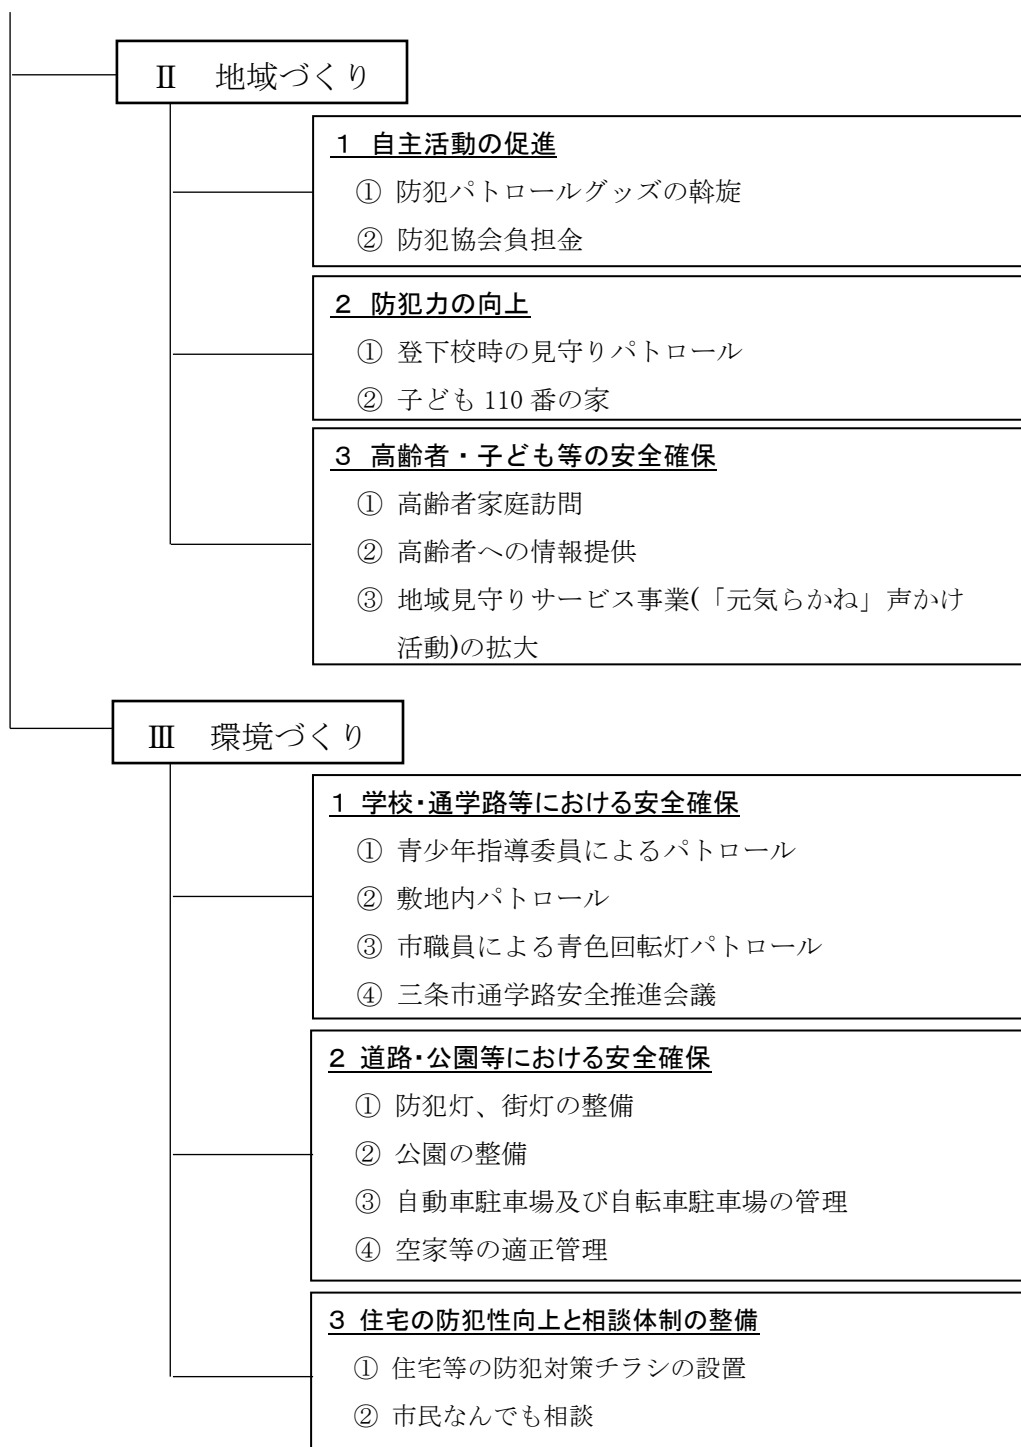 Ⅱ 地域づくり
１ 自主活動の促進
① 防犯パトロールグッズの斡旋
② 防犯協会負担金
２ 防犯力の向上
① 登下校時の見守りパトロール
② 子ども 110 番の家
３ 高齢者・子ども等の安全確保
① 高齢者家庭訪問
② 高齢者への情報提供
③ 地域見守りサービス事業(「元気らかね」声かけ
活動)の拡大
Ⅲ 環境づくり
１ 学校・通学路等における安全確保
① 青少年指導委員によるパトロール
② 敷地内パトロール
③ 市職員による青色回転灯パトロール
④ 三条市通学路安全推進会議
２ 道路・公園等における安全確保
① 防犯灯、街灯の整備
② 公園の整備
③ 自動車駐車場及び自転車駐車場の管理
④ 空家等の適正管理
３ 住宅の防犯性向上と相談体制の整備
① 住宅等の防犯対策チラシの設置
② 市民なんでも相談